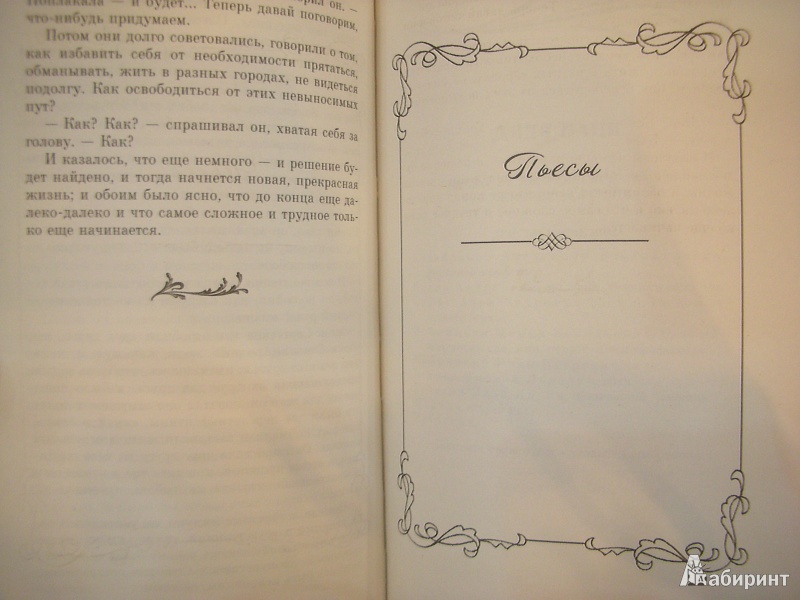 Поплакала — и будет... Теперь давай поговорим,
что-нибудь придумаем.
Потом они долго советовались, говорили о том,
как избавить себя от необходимости прятаться,
обманывать, жить в разных городах, не видеться
подолгу. Как освободиться от этих невыносимых
пут?
— Как? Как? — спрашивал он, хватая себя за
голову. — Как?
И казалось, что еще немного — и решение бу-
дет найдено, и тогда начнется новая, прекрасная
жизнь; и обоим было ясно, что до конца еще да-
леко-далеко и что самое сложное и трудное толь-
ко еще начинается.
Пьесы
Лабиринт